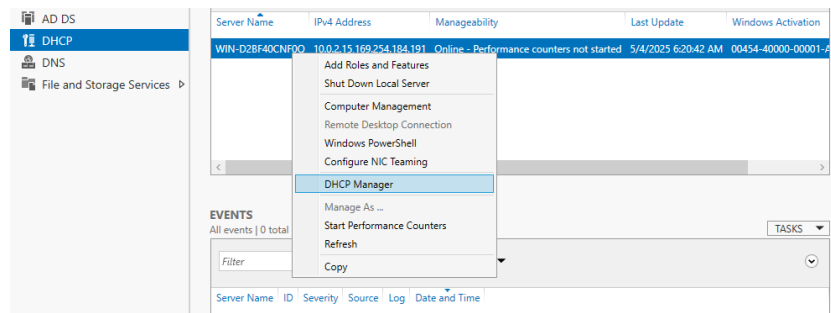 AD DS
DHCP
DNS
File and Storage Services
Server Name IPv4 Address Manageability Last Update Windows Activation
WIN-D2BF40CNF0O 10.0.2.15,169.254.184.191 Online - Performance counters not started 5/4/2025 6:20:42 AM 00454-40000-00001-A
Add Roles and Features
Shut Down Local Server
Computer Management
Remote Desktop Connection
Windows PowerShell
Configure NIC Teaming
DHCP Manager
Manage As ...
Start Performance Counters
Refresh
Copy
EVENTS
All events | 0 total
TASKS
Filter
Server Name ID Severity Source Log Date and Time